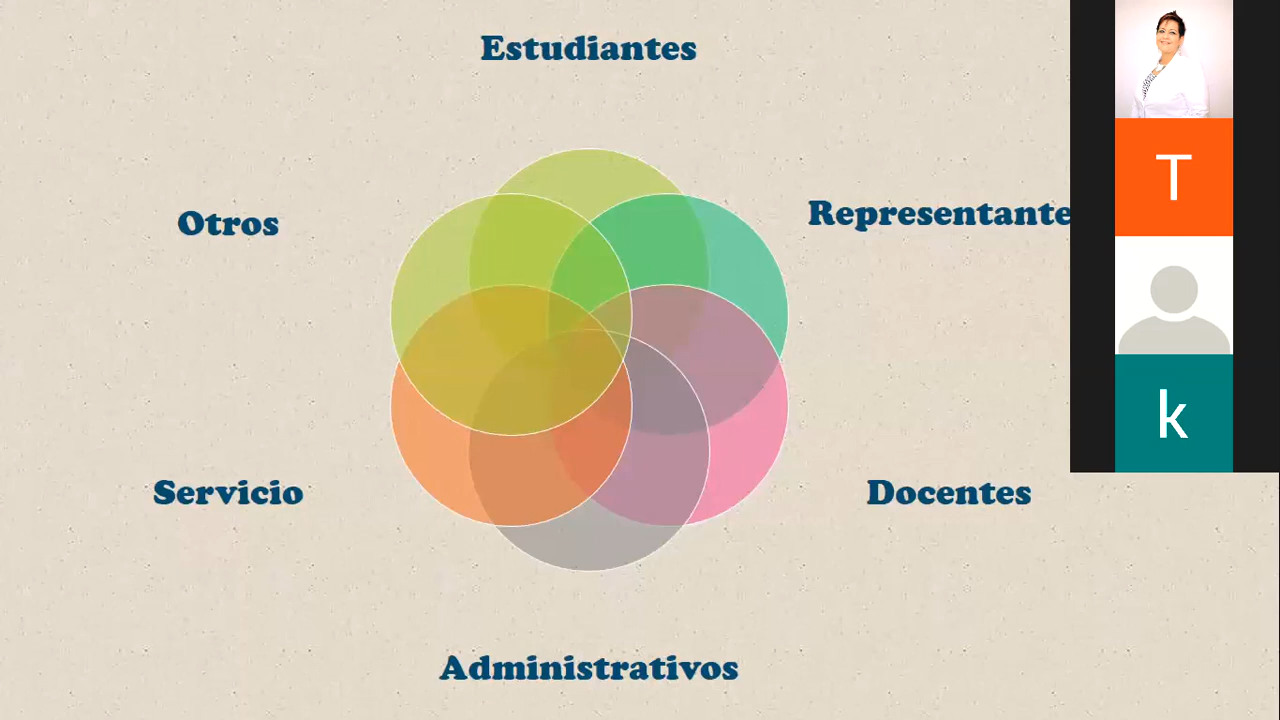 Estudiantes
Otros
Representante
Servicio
Docentes
Administrativos
T
k